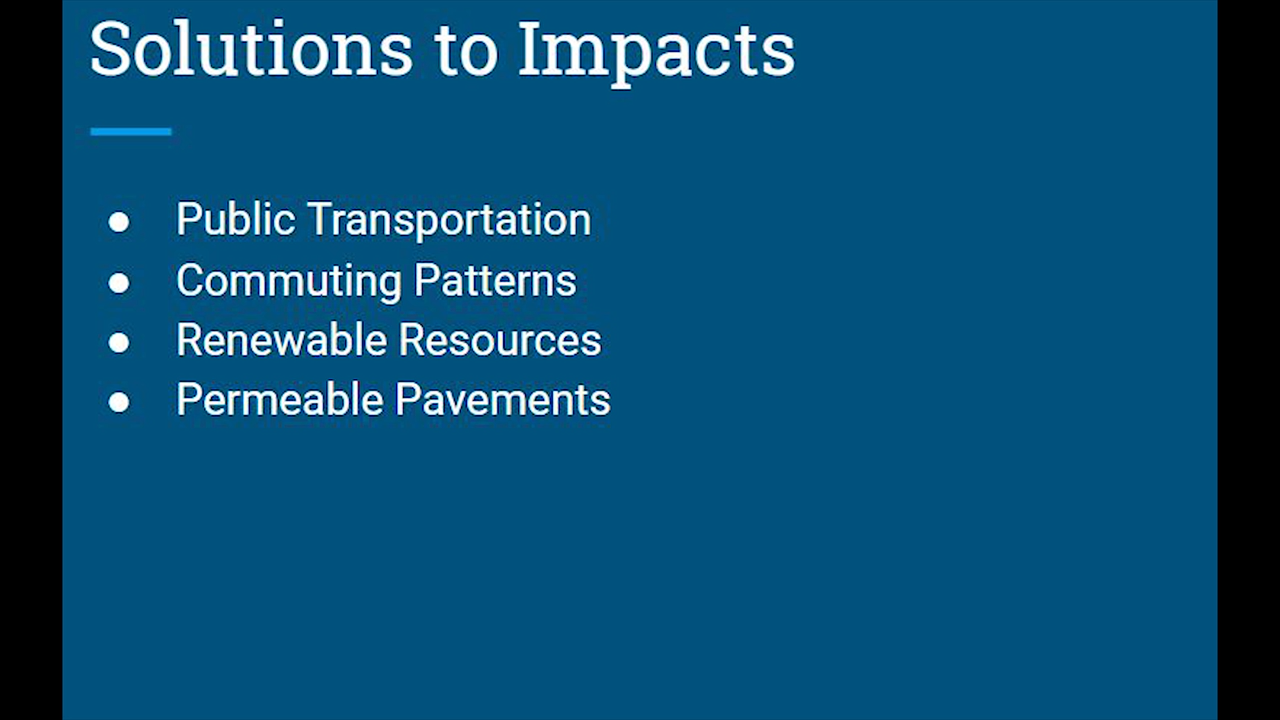 Solutions to Impacts
● Public Transportation
● Commuting Patterns
● Renewable Resources
● Permeable Pavements